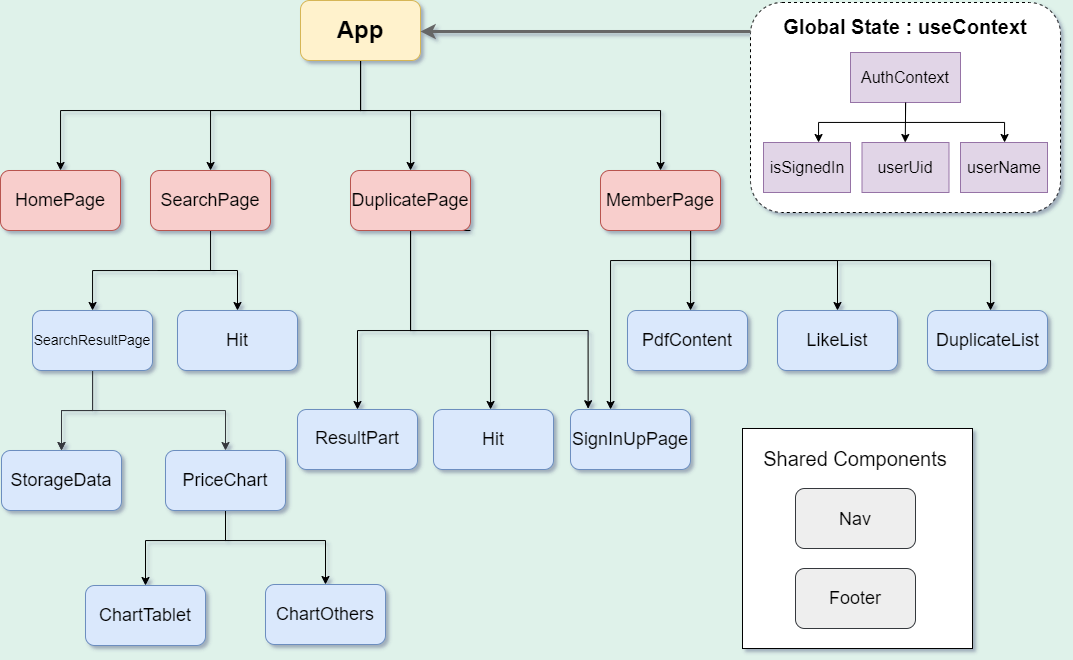 App
Global State : useContext
AuthContext
isSignedIn
userUid
userName
HomePage
SearchPage
DuplicatePage
MemberPage
SearchResultPage
Hit
PdfContent
LikeList
DuplicateList
ResultPart
Hit
SignInUpPage
StorageData
PriceChart
Shared Components
Nav
Footer
ChartTablet
ChartOthers